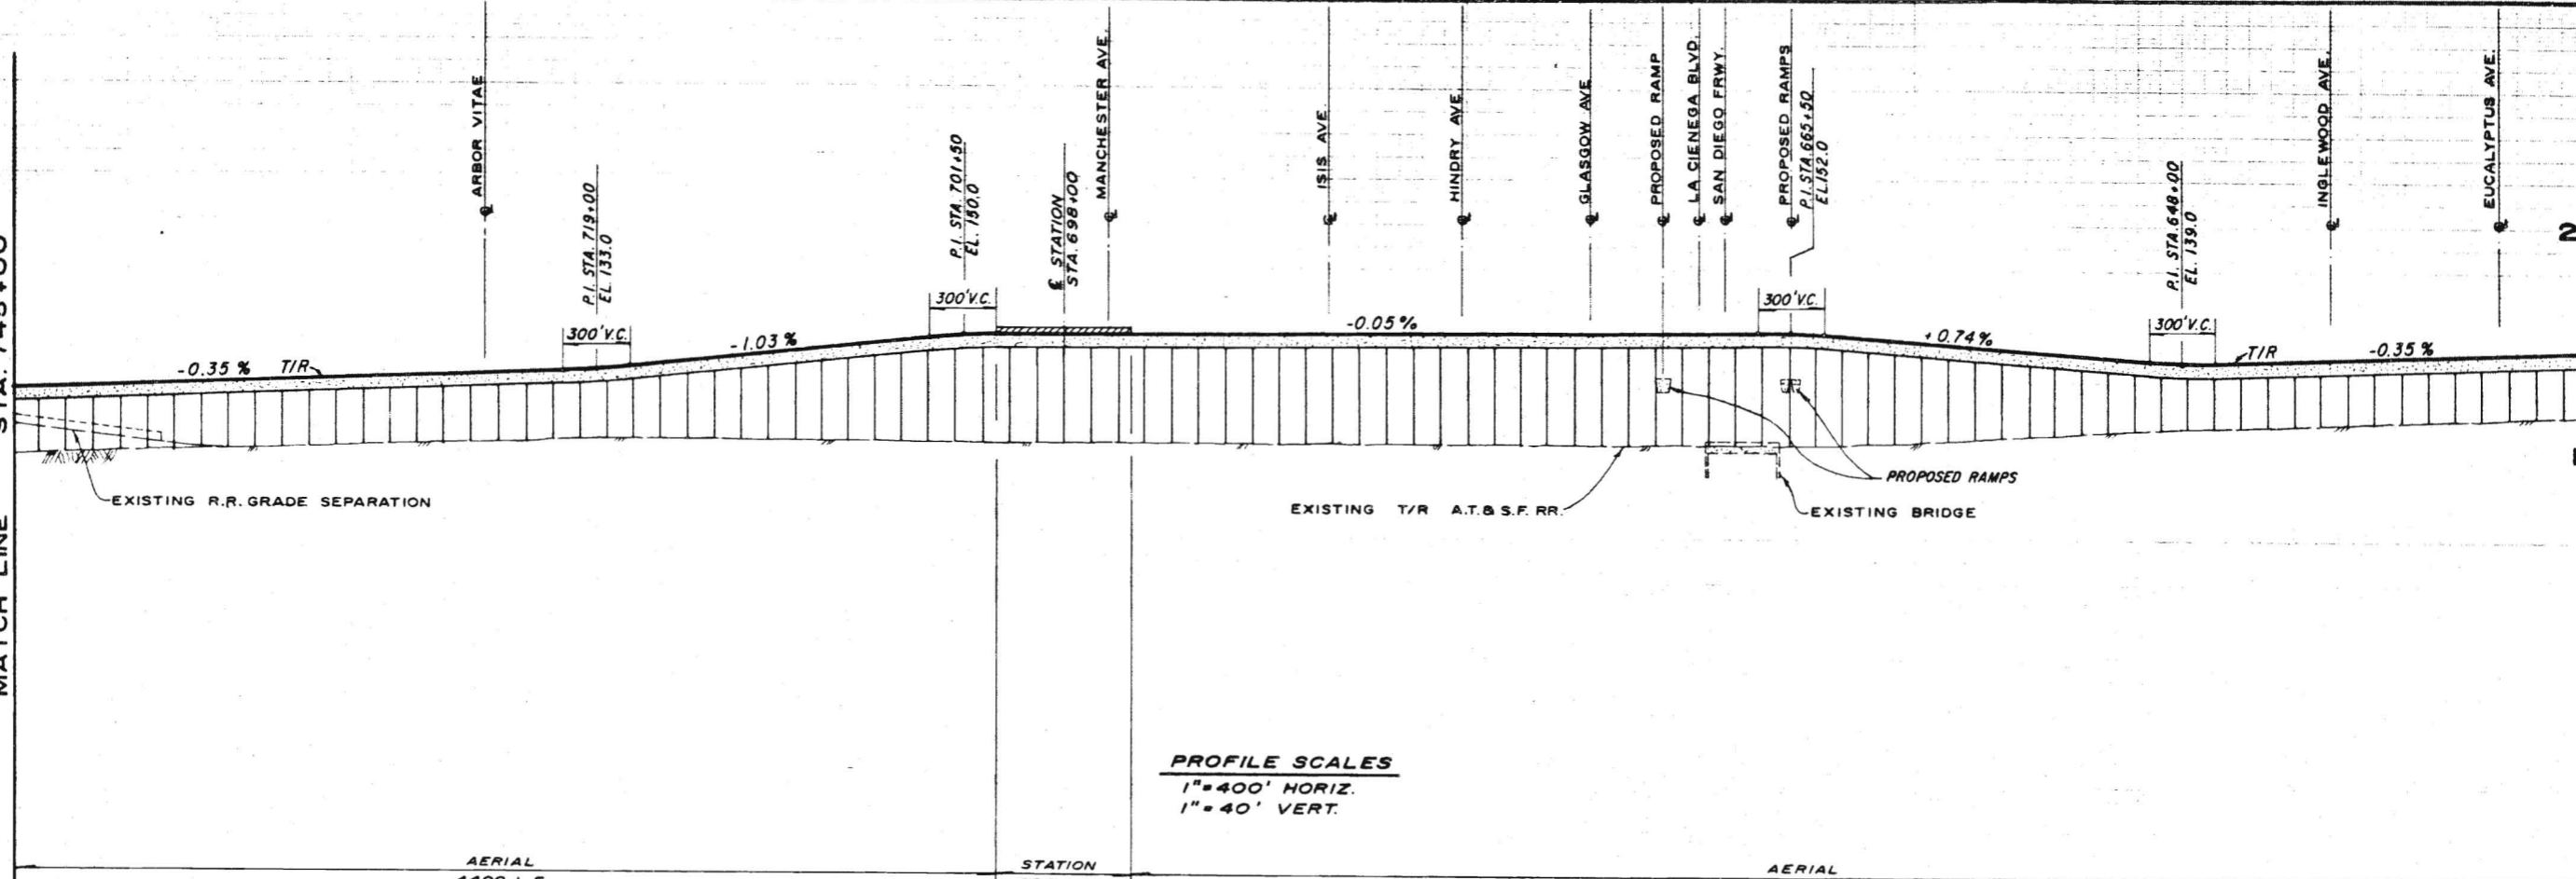 ARBOR VITAE
P.I. STA. 719+00
EL. 133.0
P.I. STA. 701+50
EL. 150.0
℄ STATION
STA. 698+00
MANCHESTER AVE.
ISIS AVE.
HINDRY AVE.
GLASGOW AVE.
PROPOSED RAMP
LA CIENEGA BLVD.
SAN DIEGO FRWY.
PROPOSED RAMPS
P.I. STA. 665+50
EL. 152.0
P.I. STA. 648+00
EL. 139.0
INGLEWOOD AVE.
EUCALYPTUS AVE.
2
MATCH LINE
-0.35 %
T/R
300' V.C.
-1.03 %
300' V.C.
-0.05 %
300' V.C.
+0.74 %
300' V.C.
T/R
-0.35 %
EXISTING R.R. GRADE SEPARATION
EXISTING T/R A.T. & S.F. RR.
PROPOSED RAMPS
EXISTING BRIDGE
PROFILE SCALES
1" = 400' HORIZ.
1" = 40' VERT.
AERIAL
STATION
AERIAL